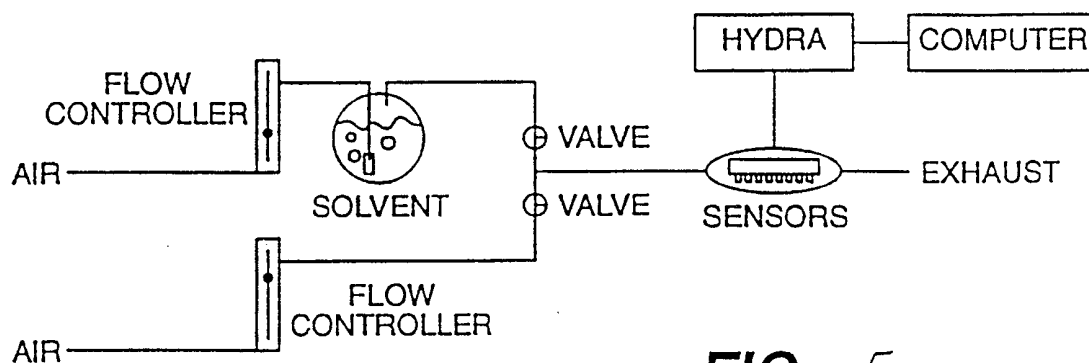 HYDRA
COMPUTER
FLOW
CONTROLLER
VALVE
AIR
SOLVENT
EXHAUST
VALVE
SENSORS
FLOW
CONTROLLER
AIR